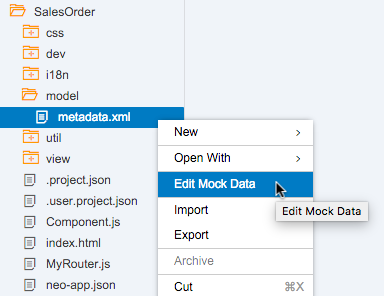 SalesOrder
css
dev
i18n
model
metadata.xml
util
view
.project.json
.user.project.json
Component.js
index.html
MyRouter.js
neo-app.json
New >
Open With >
Edit Mock Data
Import
Export
Archive
Cut ⌘X
Edit Mock Data